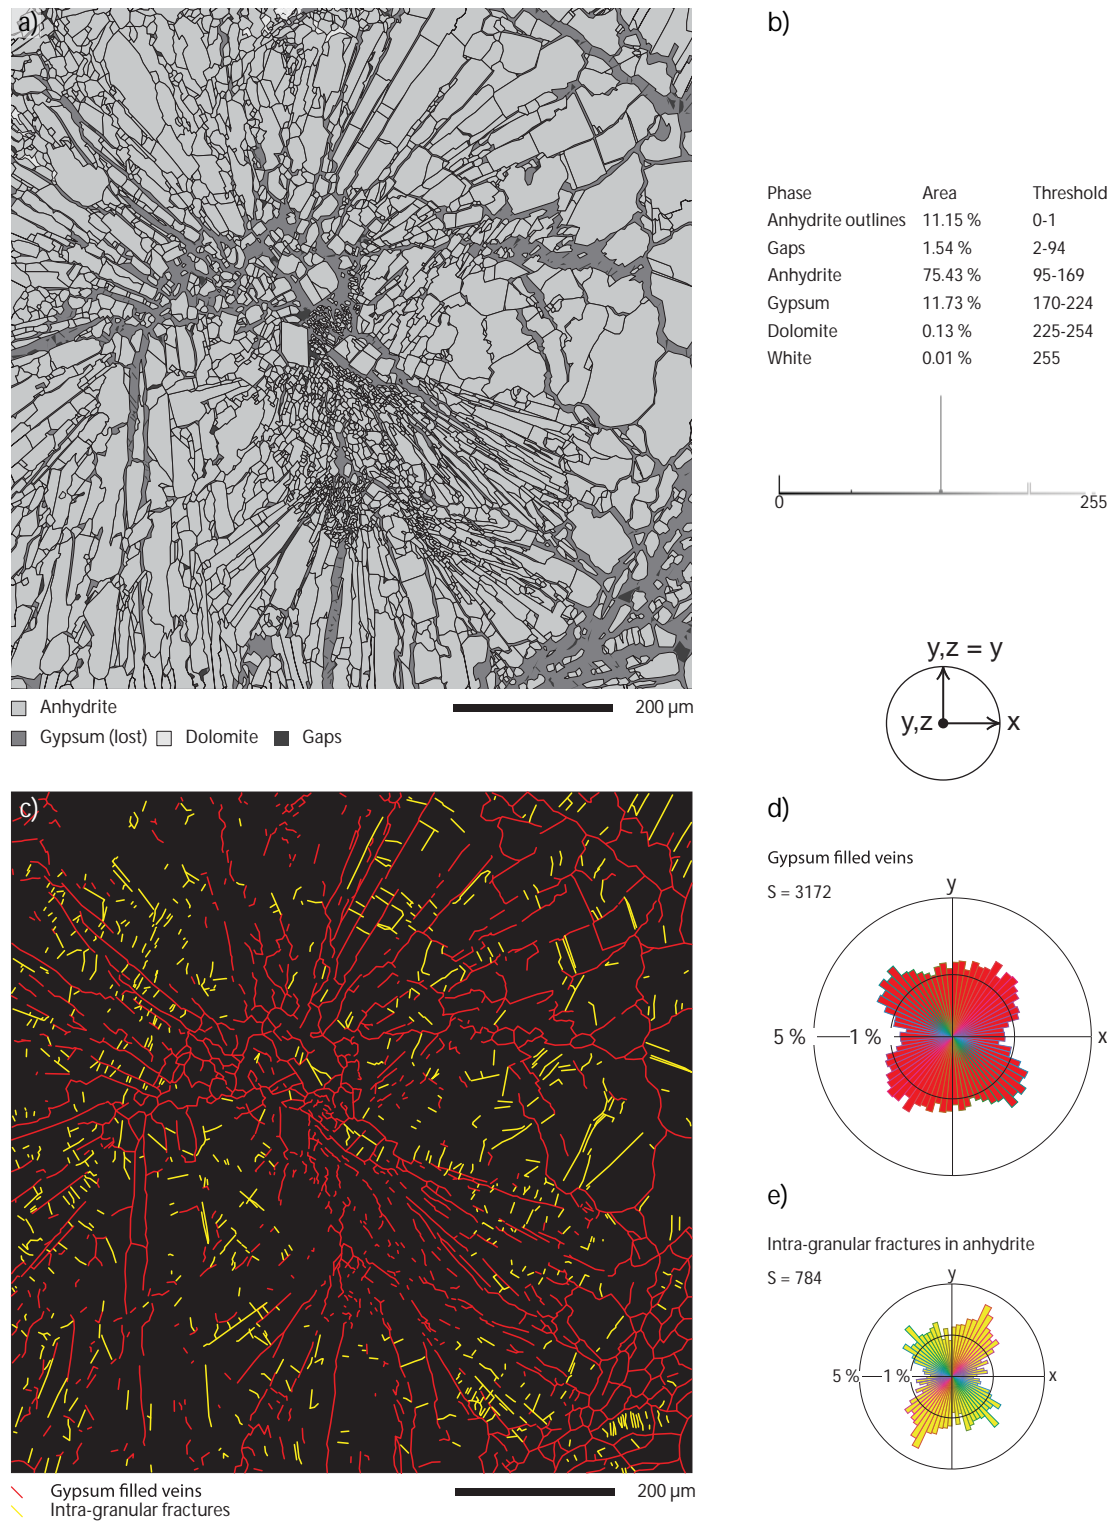 a)
Anhydrite
Gypsum (lost) Dolomite Gaps
200 µm
b)
Phase Area Threshold
Anhydrite outlines 11.15 % 0-1
Gaps 1.54 % 2-94
Anhydrite 75.43 % 95-169
Gypsum 11.73 % 170-224
Dolomite 0.13 % 225-254
White 0.01 % 255
0 255
y,z = y
y,z x
c)
Gypsum filled veins
Intra-granular fractures
200 µm
d)
Gypsum filled veins
S = 3172
y
5 % 1 % x
e)
Intra-granular fractures in anhydrite
S = 784
y
5 % 1 % x